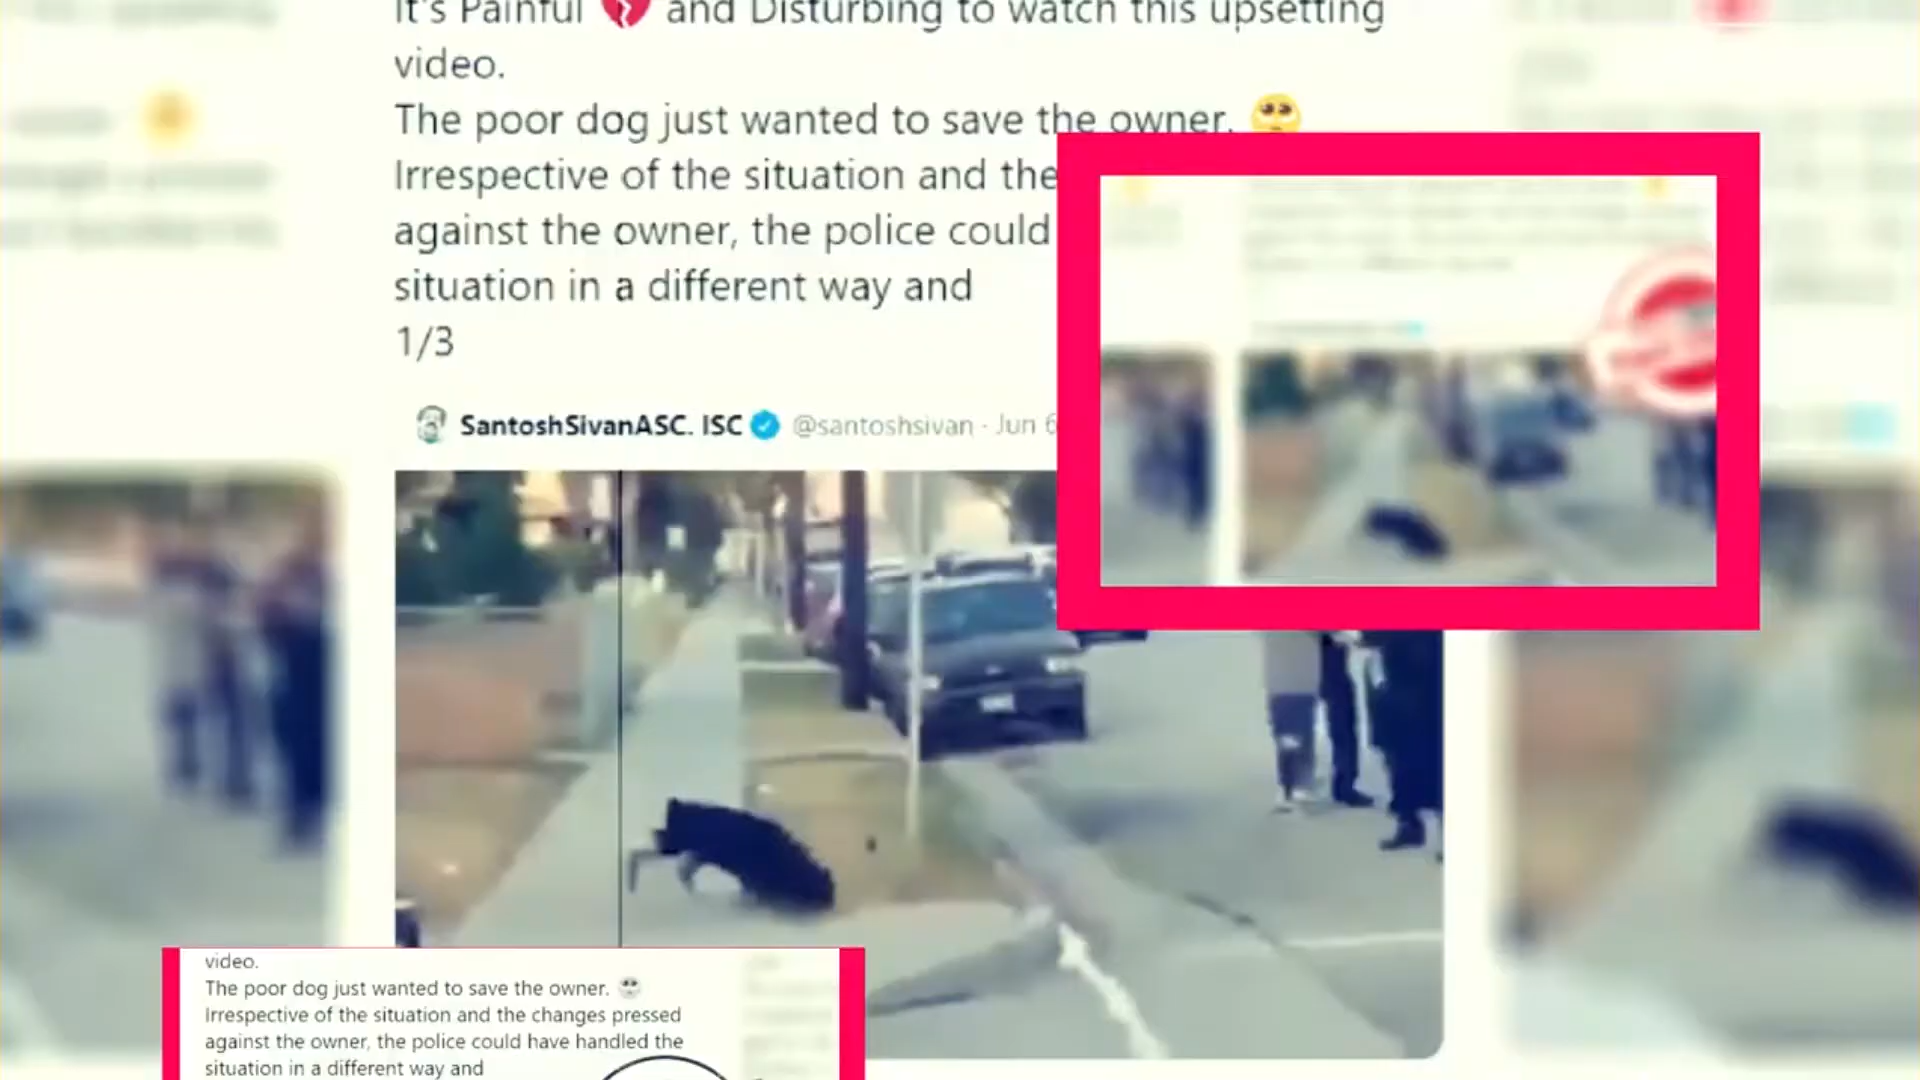 It's Painful 💔 and Disturbing to watch this upsetting
video.
The poor dog just wanted to save the owner. 🥺
Irrespective of the situation and the
against the owner, the police could
situation in a different way and
1/3
SantoshSivanASC. ISC @santoshsivan · Jun 6
video.
The poor dog just wanted to save the owner. 🥺
Irrespective of the situation and the changes pressed
against the owner, the police could have handled the
situation in a different way and